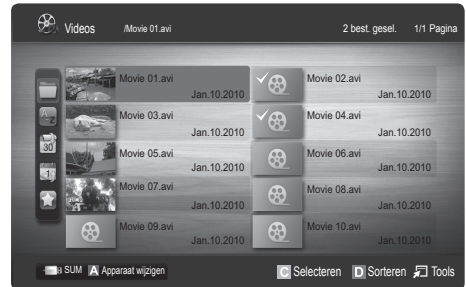 Videos /Movie 01.avi 2 best. gesel. 1/1 Pagina
Movie 01.avi Movie 02.avi
Jan.10.2010 Jan.10.2010
Movie 03.avi Movie 04.avi
Jan.10.2010 Jan.10.2010
30
Movie 05.avi Movie 06.avi
Jan.10.2010 Jan.10.2010
1
Movie 07.avi Movie 08.avi
Jan.10.2010 Jan.10.2010
Movie 09.avi Movie 10.avi
Jan.10.2010 Jan.10.2010
SUM A Apparaat wijzigen C Selecteren D Sorteren Tools